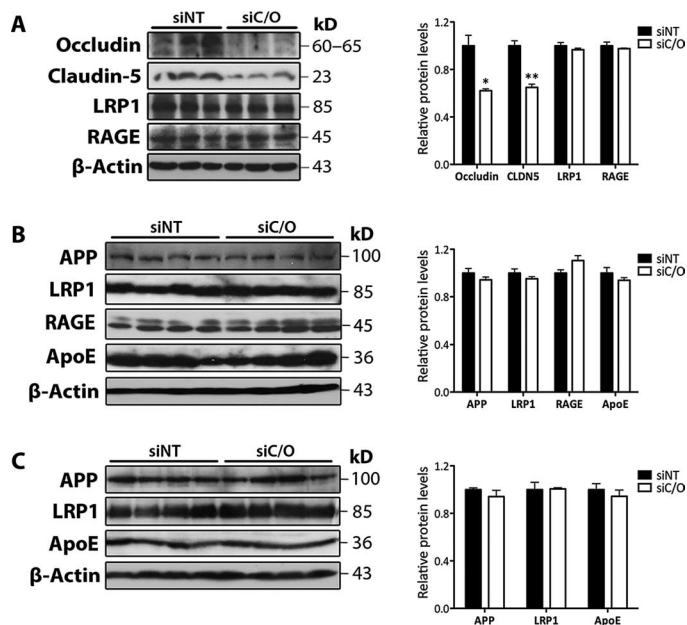 A
siNT siC/O kD
Occludin 60–65
Claudin-5 23
LRP1 85
RAGE 45
β-Actin 43
Relative protein levels
1.2
0.8
0.4
0.0
* **
Occludin CLDN5 LRP1 RAGE
siNT
siC/O
B
siNT siC/O kD
APP 100
LRP1 85
RAGE 45
ApoE 36
β-Actin 43
Relative protein levels
1.2
0.8
0.4
0.0
APP LRP1 RAGE ApoE
siNT
siC/O
C
siNT siC/O kD
APP 100
LRP1 85
ApoE 36
β-Actin 43
Relative protein levels
1.2
0.8
0.4
0.0
APP LRP1 ApoE
siNT
siC/O